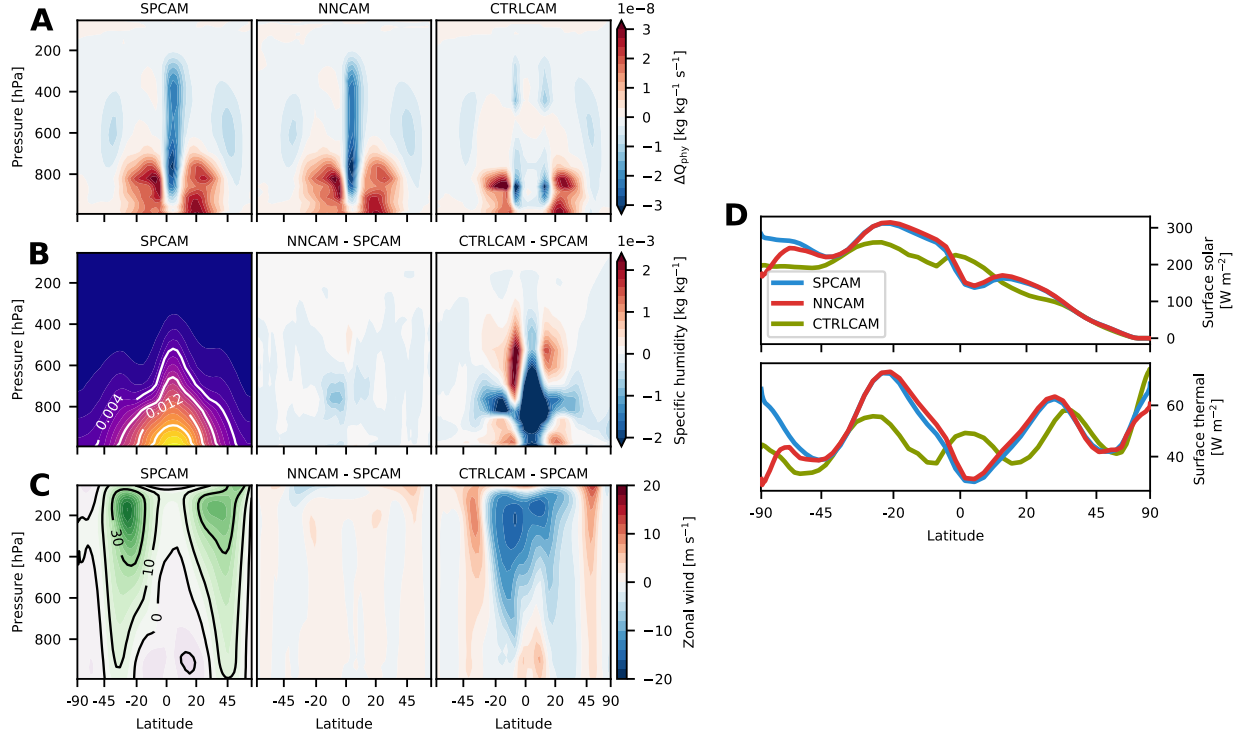 A
SPCAM
NNCAM
CTRLCAM
1e−8
Pressure [hPa]
200
400
600
800
-90
-45
-20
0
20
45
-45
-20
0
20
45
-45
-20
0
20
45
90
3
2
1
0
−1
−2
−3
ΔQphy [kg kg⁻¹ s⁻¹]
B
SPCAM
NNCAM - SPCAM
CTRLCAM - SPCAM
1e−3
Pressure [hPa]
200
400
600
800
0.004
0.012
2
1
0
−1
−2
Specific humidity [kg kg⁻¹]
C
SPCAM
NNCAM - SPCAM
CTRLCAM - SPCAM
Pressure [hPa]
200
400
600
800
30
10
0
20
10
0
−10
−20
Zonal wind [m s⁻¹]
Latitude
Latitude
Latitude
D
SPCAM
NNCAM
CTRLCAM
300
200
100
0
Surface solar
[W m⁻²]
-90
-45
-20
0
20
45
90
60
40
Surface thermal
[W m⁻²]
Latitude